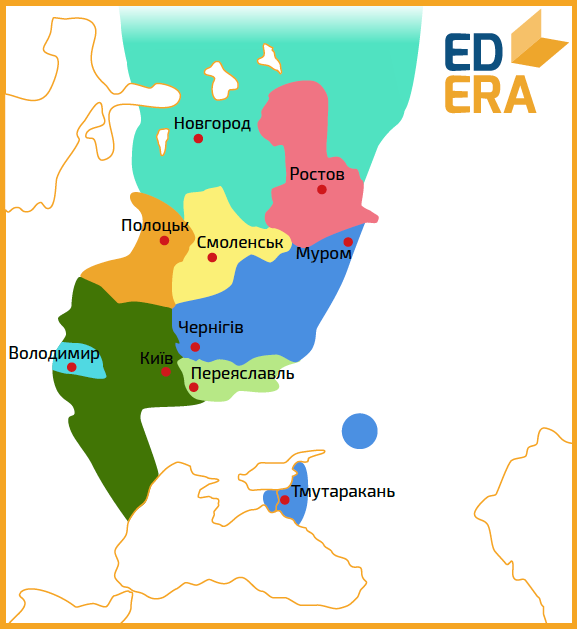 ED
ERA
Новгород
Ростов
Полоцьк
Смоленськ
Муром
Чернігів
Володимир
Київ
Переяславль
Тмутаракань